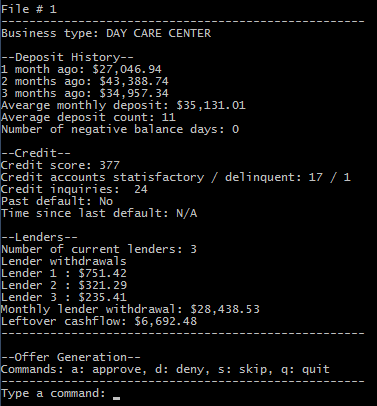 File # 1
-----------------------------------------------------
Business type: DAY CARE CENTER

--Deposit History--
1 month ago: $27,046.94
2 months ago: $43,388.74
3 months ago: $34,957.34
Avearge monthly deposit: $35,131.01
Average deposit count: 11
Number of negative balance days: 0

--Credit--
Credit score: 377
Credit accounts statisfactory / delinquent: 17 / 1
Credit inquiries:  24
Past default: No
Time since last default: N/A

--Lenders--
Number of current lenders: 3
Lender withdrawals
Lender 1 : $751.42
Lender 2 : $321.29
Lender 3 : $235.41
Monthly lender withdrawal: $28,438.53
Leftover cashflow: $6,692.48
-----------------------------------------------------

--Offer Generation--
Commands: a: approve, d: deny, s: skip, q: quit
-----------------------------------------------------
Type a command: _